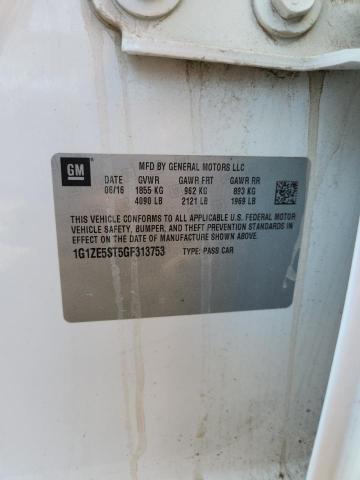 GM
MFD BY GENERAL MOTORS LLC
DATE GVWR GAWR FRT GAWR RR
06/16 1855 KG 962 KG 893 KG
4090 LB 2121 LB 1969 LB
THIS VEHICLE CONFORMS TO ALL APPLICABLE U.S. FEDERAL MOTOR
VEHICLE SAFETY, BUMPER, AND THEFT PREVENTION STANDARDS
IN EFFECT ON THE DATE OF MANUFACTURE SHOWN ABOVE.
1G1ZE5ST5GF313753 TYPE: PASS CAR